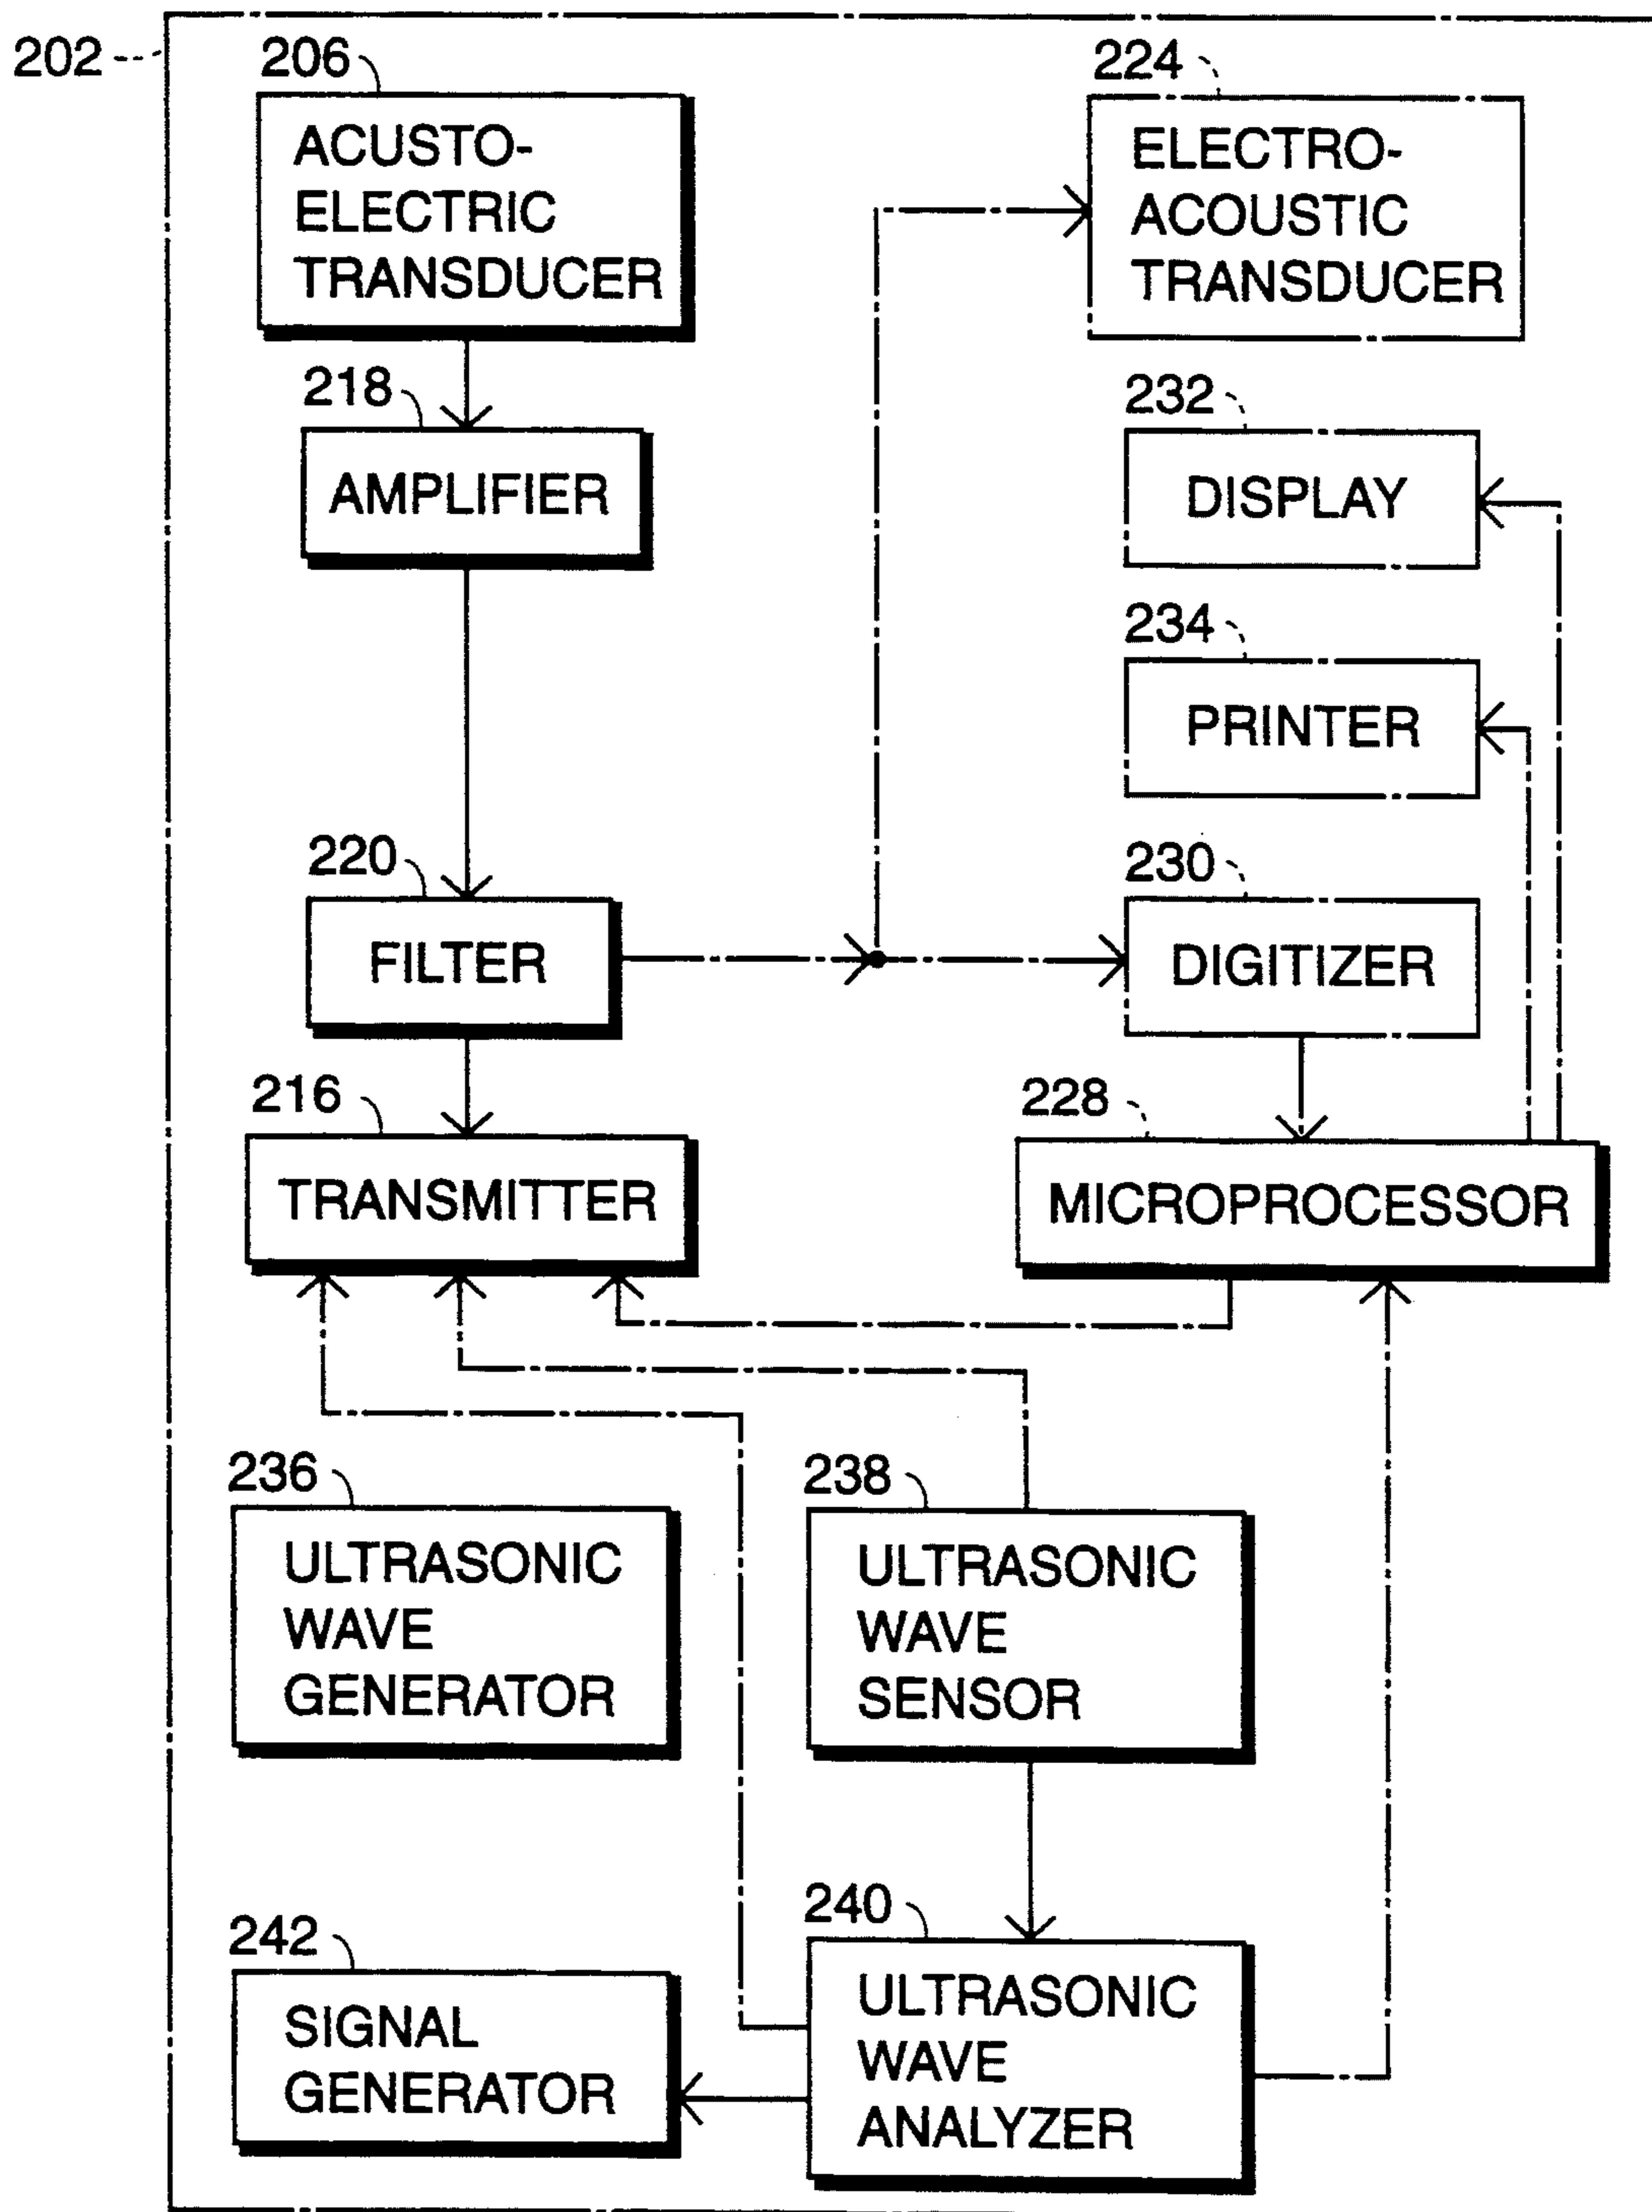 202
206
ACUSTO-
ELECTRIC
TRANSDUCER
224
ELECTRO-
ACOUSTIC
TRANSDUCER
218
AMPLIFIER
232
DISPLAY
234
PRINTER
220
FILTER
230
DIGITIZER
216
TRANSMITTER
228
MICROPROCESSOR
236
ULTRASONIC
WAVE
GENERATOR
238
ULTRASONIC
WAVE
SENSOR
242
SIGNAL
GENERATOR
240
ULTRASONIC
WAVE
ANALYZER